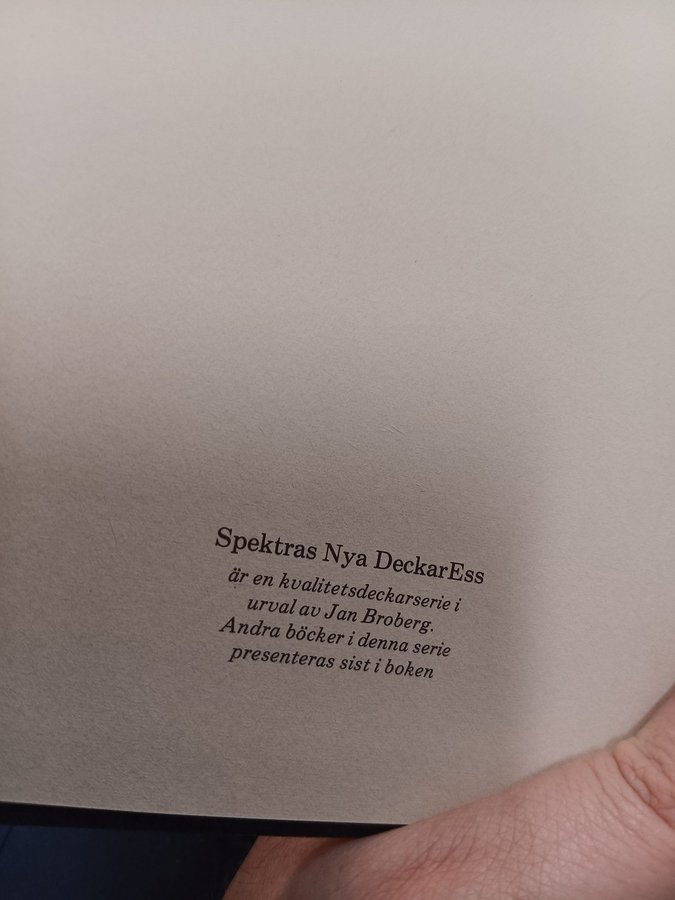 Spektras Nya DeckarEss
är en kvalitetsdeckarserie i
urval av Jan Broberg.
Andra böcker i denna serie
presenteras sist i boken